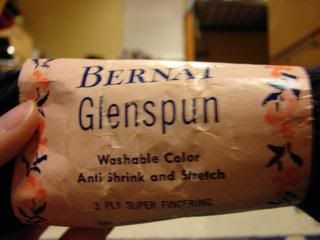 BERNAT
Glenspun
Washable Color
Anti Shrink and Stretch
3 PLY SUPER FINGERING